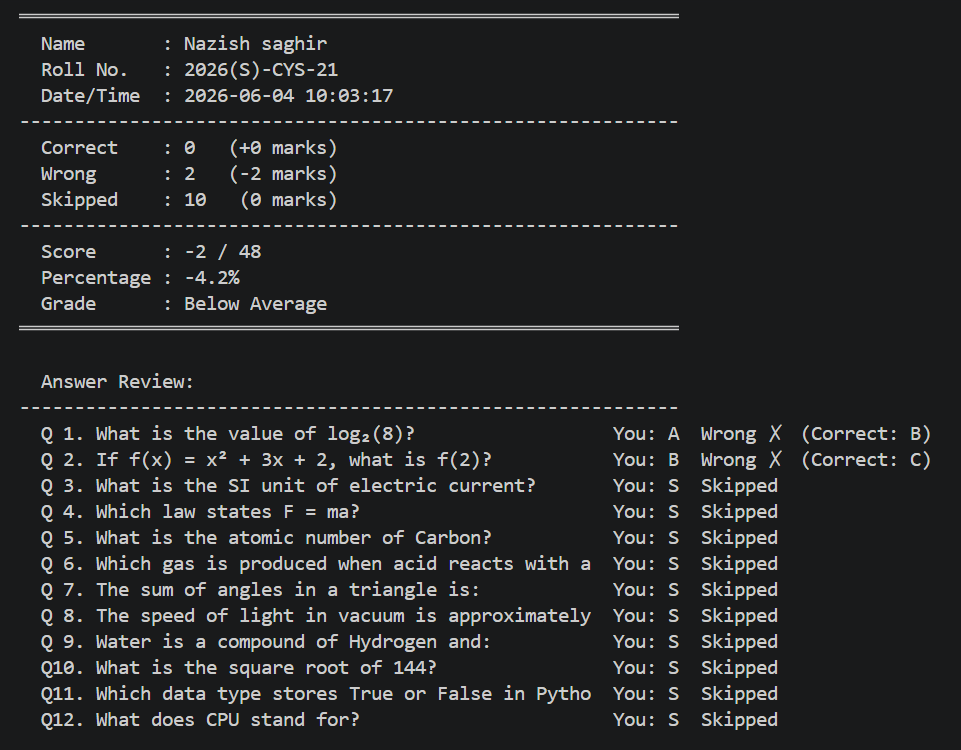 Name : Nazish saghir
Roll No. : 2026(S)-CYS-21
Date/Time : 2026-06-04 10:03:17
------------------------------------------------------------
Correct : 0 (+0 marks)
Wrong : 2 (-2 marks)
Skipped : 10 (0 marks)
------------------------------------------------------------
Score : -2 / 48
Percentage : -4.2%
Grade : Below Average
Answer Review:
------------------------------------------------------------
Q 1. What is the value of log₂(8)? You: A Wrong ✗ (Correct: B)
Q 2. If f(x) = x² + 3x + 2, what is f(2)? You: B Wrong ✗ (Correct: C)
Q 3. What is the SI unit of electric current? You: S Skipped
Q 4. Which law states F = ma? You: S Skipped
Q 5. What is the atomic number of Carbon? You: S Skipped
Q 6. Which gas is produced when acid reacts with a You: S Skipped
Q 7. The sum of angles in a triangle is: You: S Skipped
Q 8. The speed of light in vacuum is approximately You: S Skipped
Q 9. Water is a compound of Hydrogen and: You: S Skipped
Q10. What is the square root of 144? You: S Skipped
Q11. Which data type stores True or False in Pytho You: S Skipped
Q12. What does CPU stand for? You: S Skipped